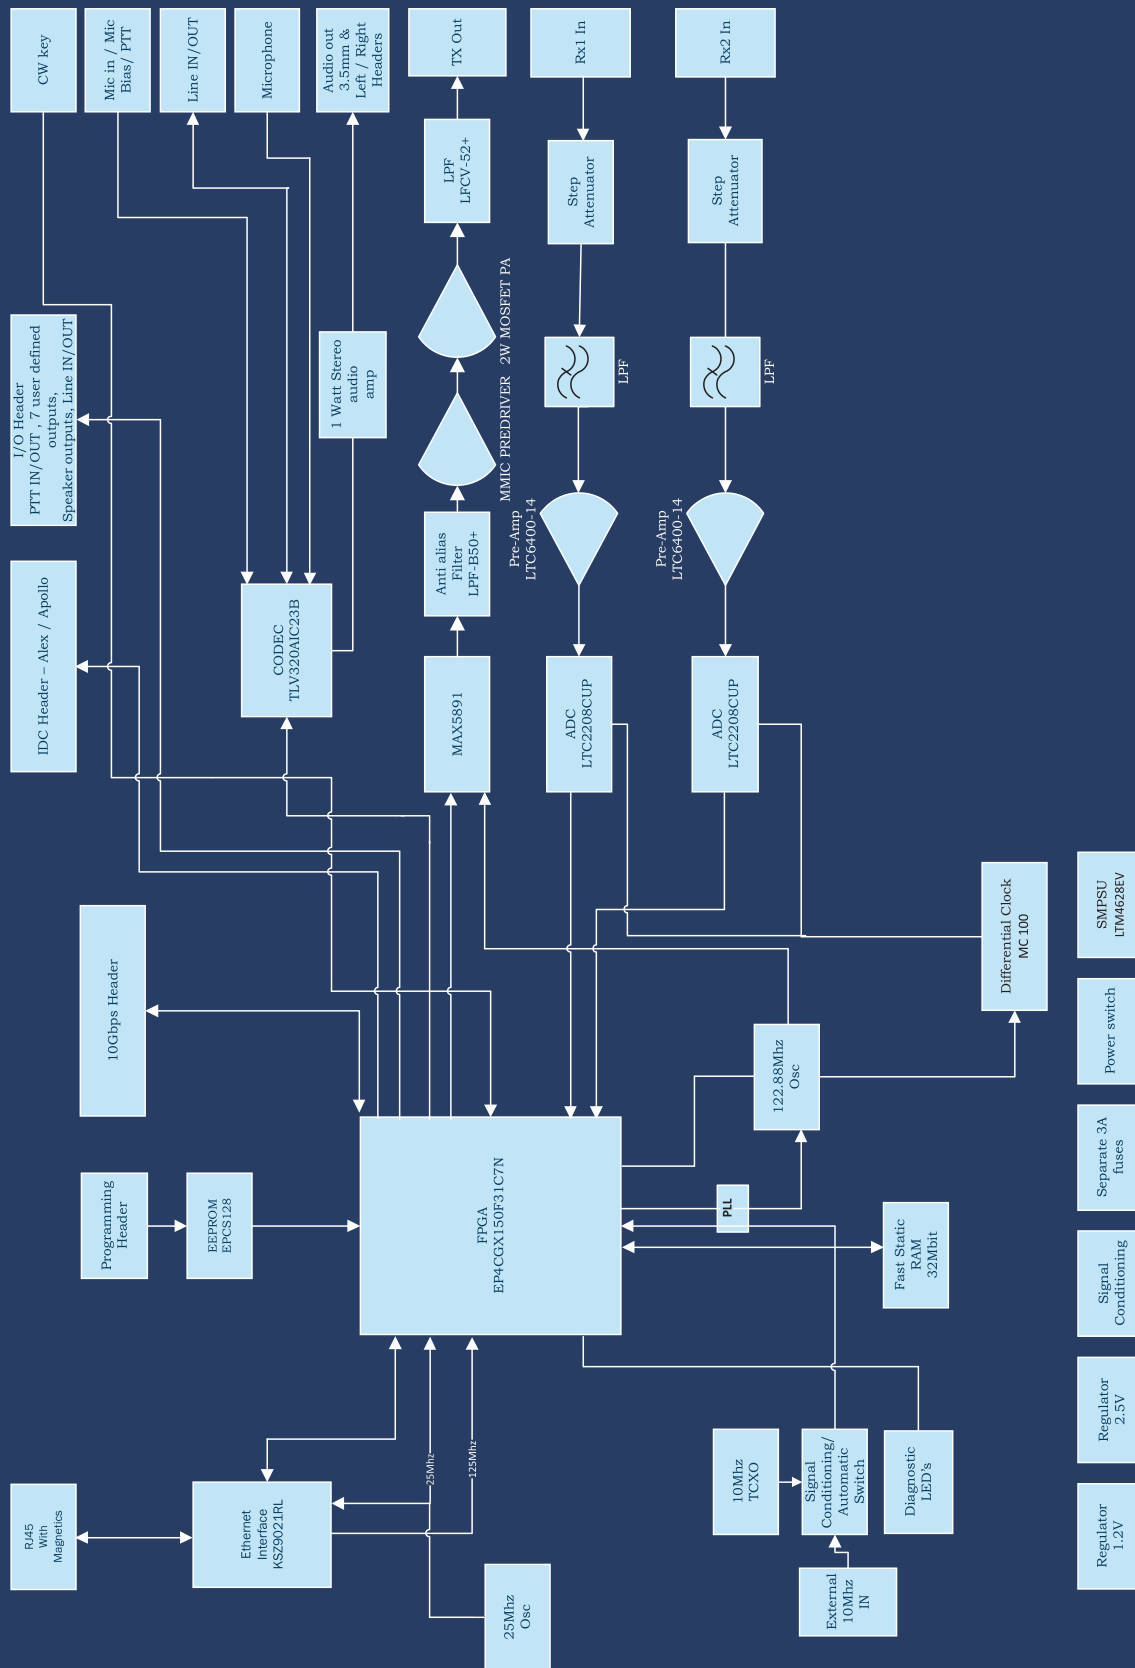 CW key
Mic in / Mic
Bias/ PTT
Line IN/OUT
Microphone
Audio out
3.5mm &
Left / Right
Headers
TX Out
Rx1 In
Rx2 In
LPF
LFCV-52+
Step
Attenuator
Step
Attenuator
I/O Header
PTT IN/OUT , 7 user defined
outputs,
Speaker outputs, Line IN/OUT
1 Watt Stereo
audio
amp
MMIC PREDRIVER 2W MOSFET PA
LPF
LPF
Anti alias
Filter
LPF-B50+
Pre-Amp
LTC6400-14
Pre-Amp
LTC6400-14
IDC Header – Alex / Apollo
CODEC
TLV320AIC23B
MAX5891
ADC
LTC2208CUP
ADC
LTC2208CUP
10Gbps Header
Differential Clock
MC100
SMPSU
LTM4628EV
122.88Mhz
Osc
Power switch
Programming
Header
EEPROM
EPCS128
FPGA
EP4CGX150F31C7N
PLL
Fast Static
RAM
32Mbit
Separate 3A
fuses
Signal
Conditioning
RJ45
With
Magnetics
Ethernet
Interface
KSZ9021RL
25Mhz
125Mhz
25Mhz
Osc
10Mhz
TCXO
Signal
Conditioning/
Automatic
Switch
External
10Mhz
IN
Diagnostic
LED's
Regulator
2.5V
Regulator
1.2V